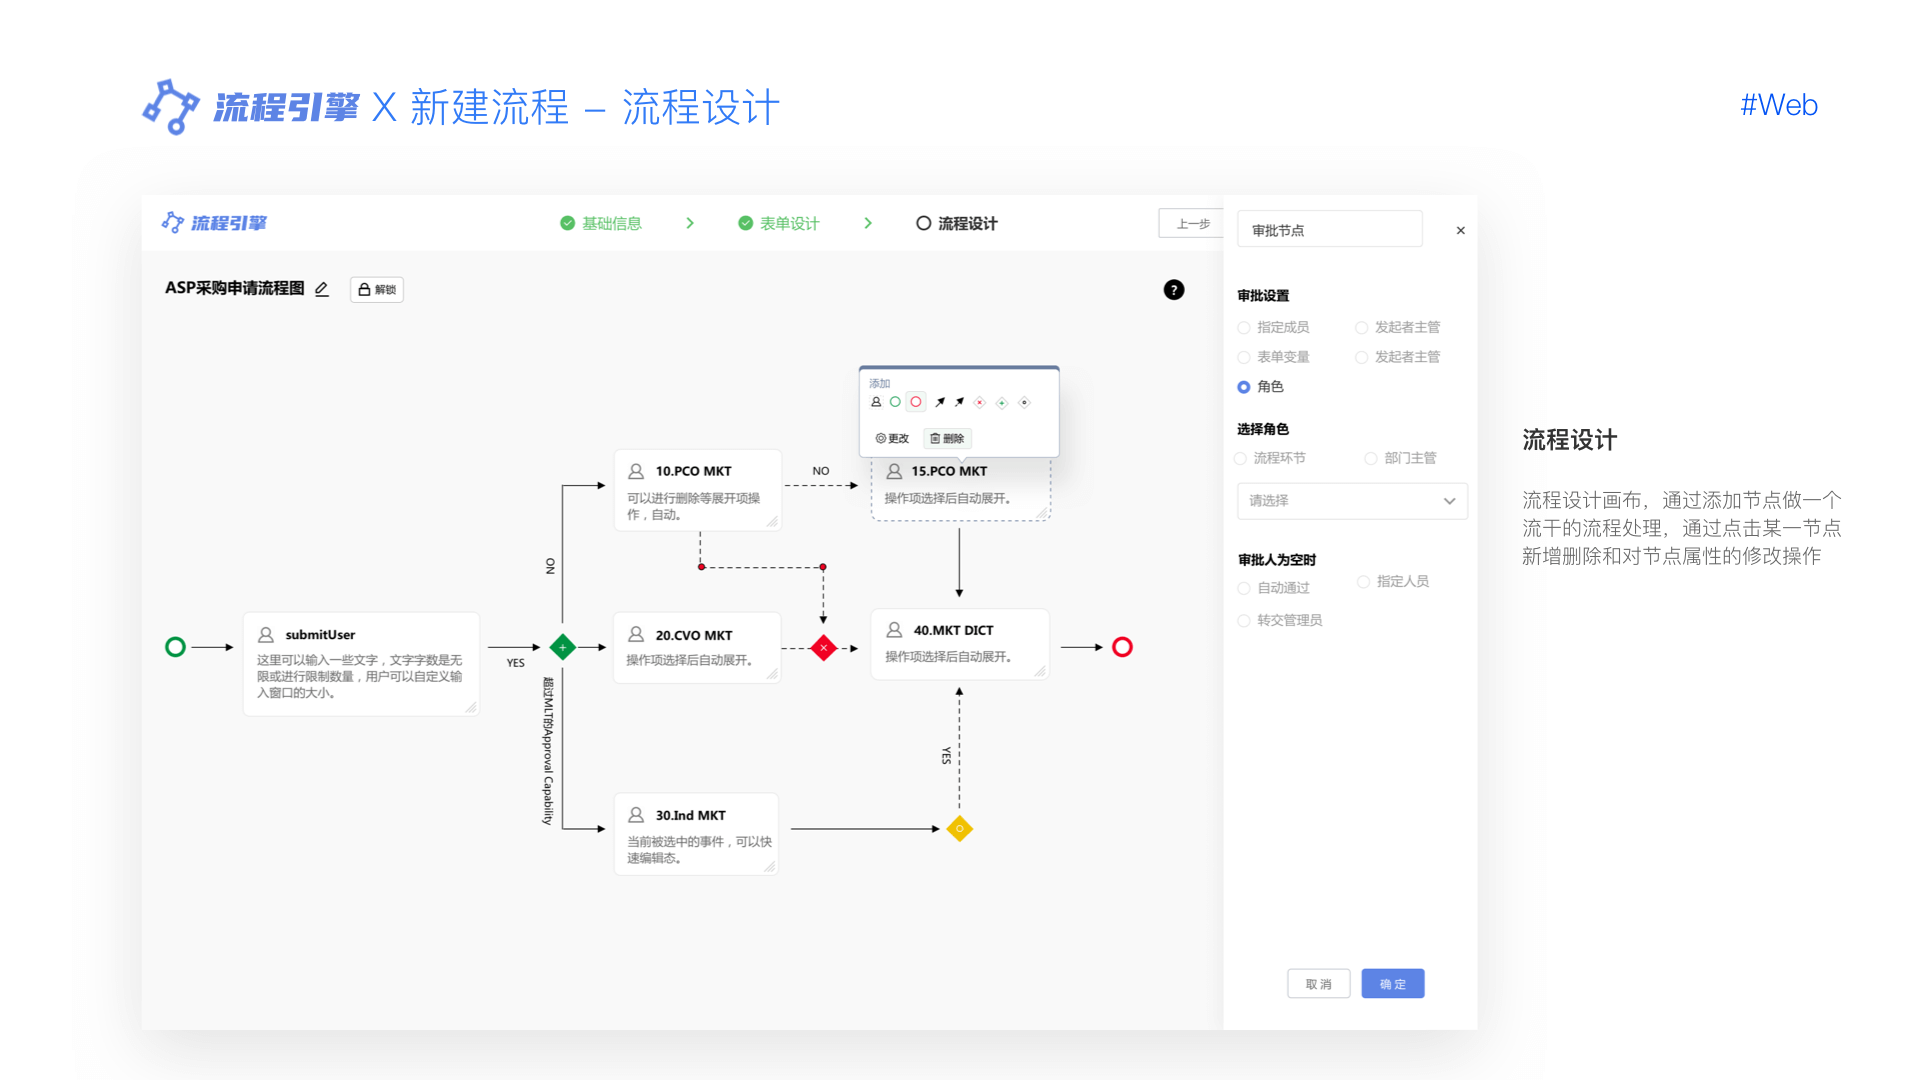 流程引擎 X 新建流程 – 流程设计
#Web
流程引擎
基础信息
表单设计
流程设计
上一步
ASP采购申请流程图
解锁
?
添加
更改
删除
10.PCO MKT
可以进行删除等展开项操
作，自动。
NO
15.PCO MKT
操作项选择后自动展开。
NO
submitUser
这里可以输入一些文字，文字字数是无
限或进行限制数量，用户可以自定义输
入窗口的大小。
YES
20.CVO MKT
操作项选择后自动展开。
40.MKT DICT
操作项选择后自动展开。
超过MLT的Approval Capability
YES
30.Ind MKT
当前被选中的事件，可以快
速编辑态。
审批节点
审批设置
指定成员
发起者主管
表单变量
发起者主管
角色
选择角色
流程环节
部门主管
请选择
审批人为空时
自动通过
指定人员
转交管理员
取消
确定
流程设计
流程设计画布，通过添加节点做一个
流干的流程处理，通过点击某一节点
新增删除和对节点属性的修改操作